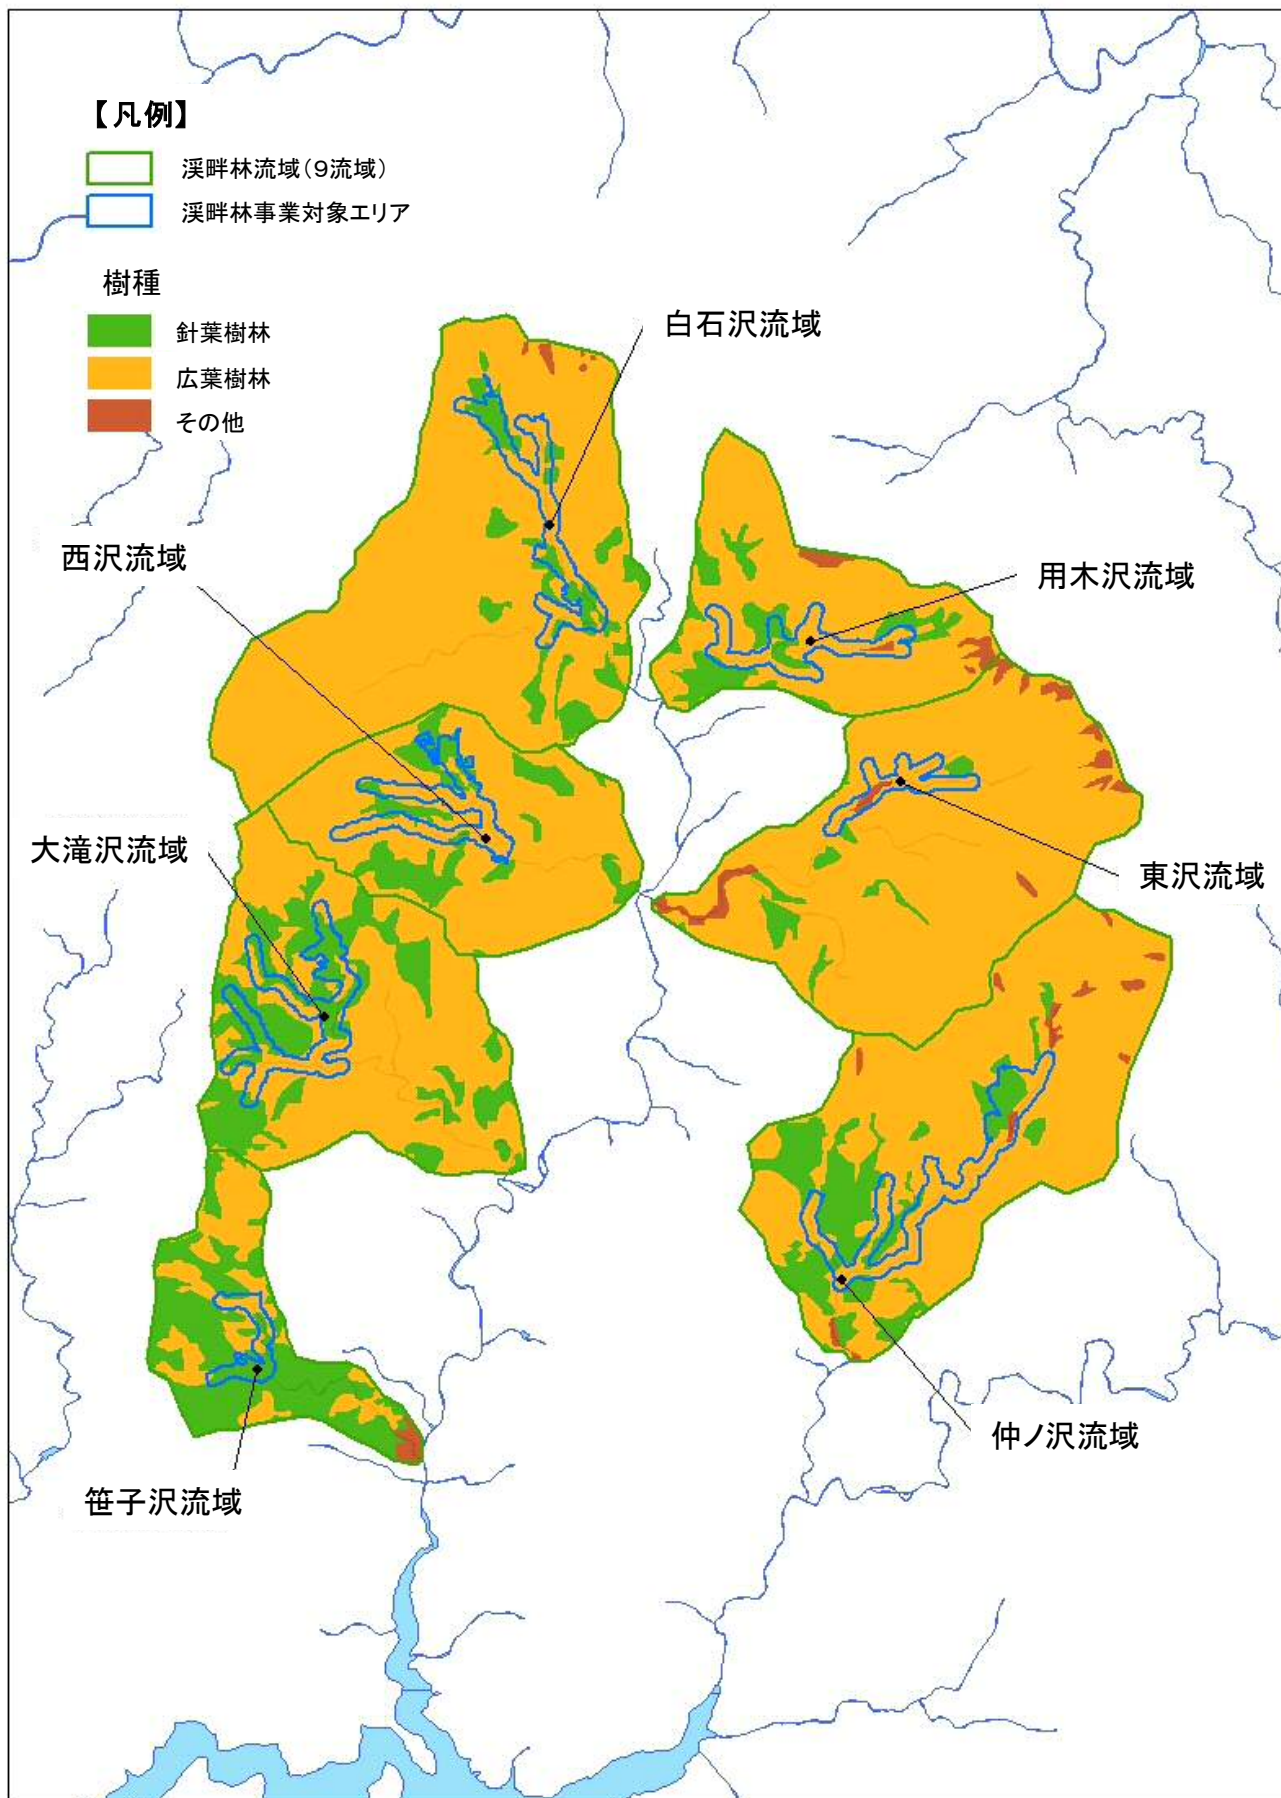 【凡例】
渓畔林流域(9流域)
渓畔林事業対象エリア
樹種
針葉樹林
広葉樹林
その他
白石沢流域
西沢流域
用木沢流域
大滝沢流域
東沢流域
仲ノ沢流域
笹子沢流域